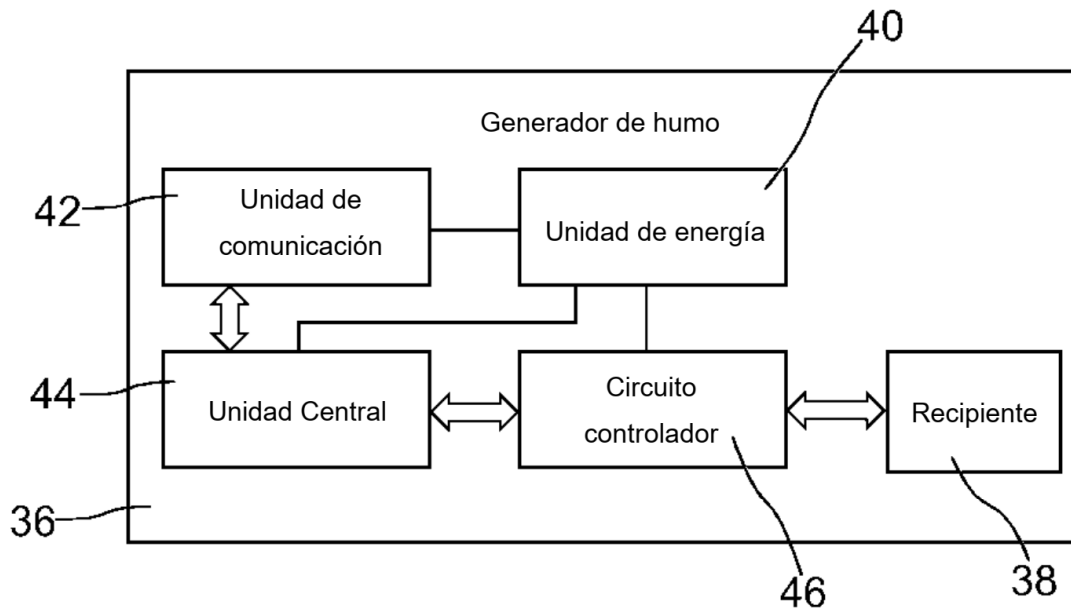 40
Generador de humo
42
Unidad de
comunicación
Unidad de energía
44
Unidad Central
Circuito
controlador
Recipiente
36
46
38